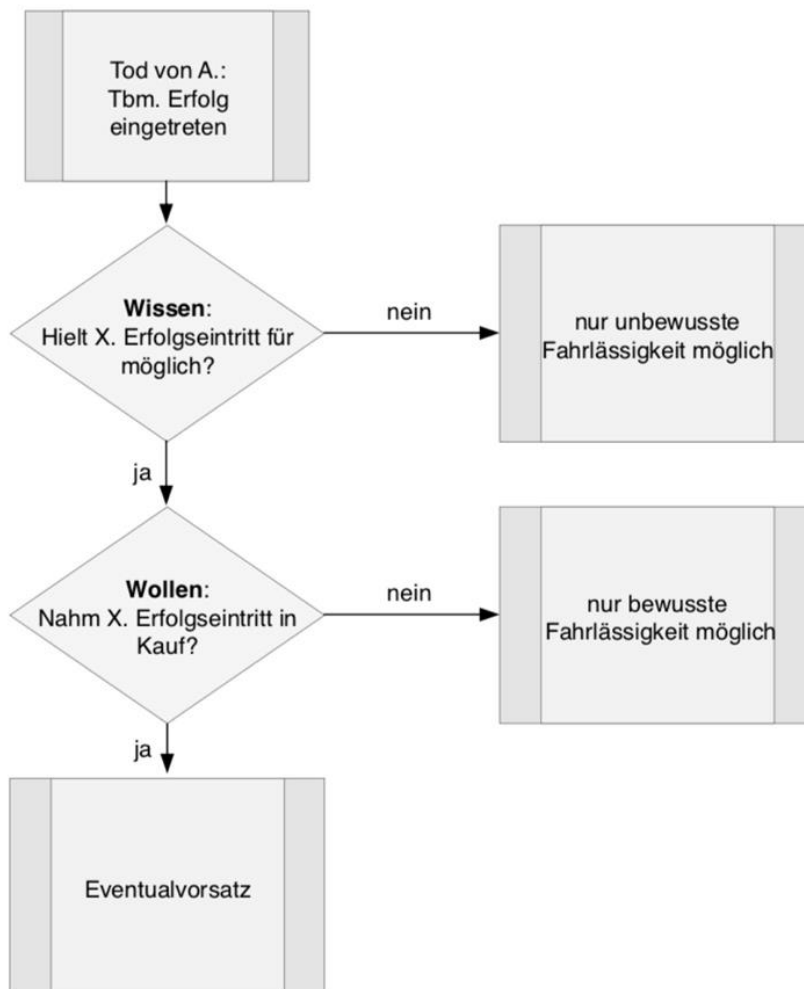 Tod von A.:
Tbm. Erfolg
eingetreten
Wissen:
Hielt X. Erfolgseintritt für
möglich?
nein
nur unbewusste
Fahrlässigkeit möglich
ja
Wollen:
Nahm X. Erfolgseintritt in
Kauf?
nein
nur bewusste
Fahrlässigkeit möglich
ja
Eventualvorsatz